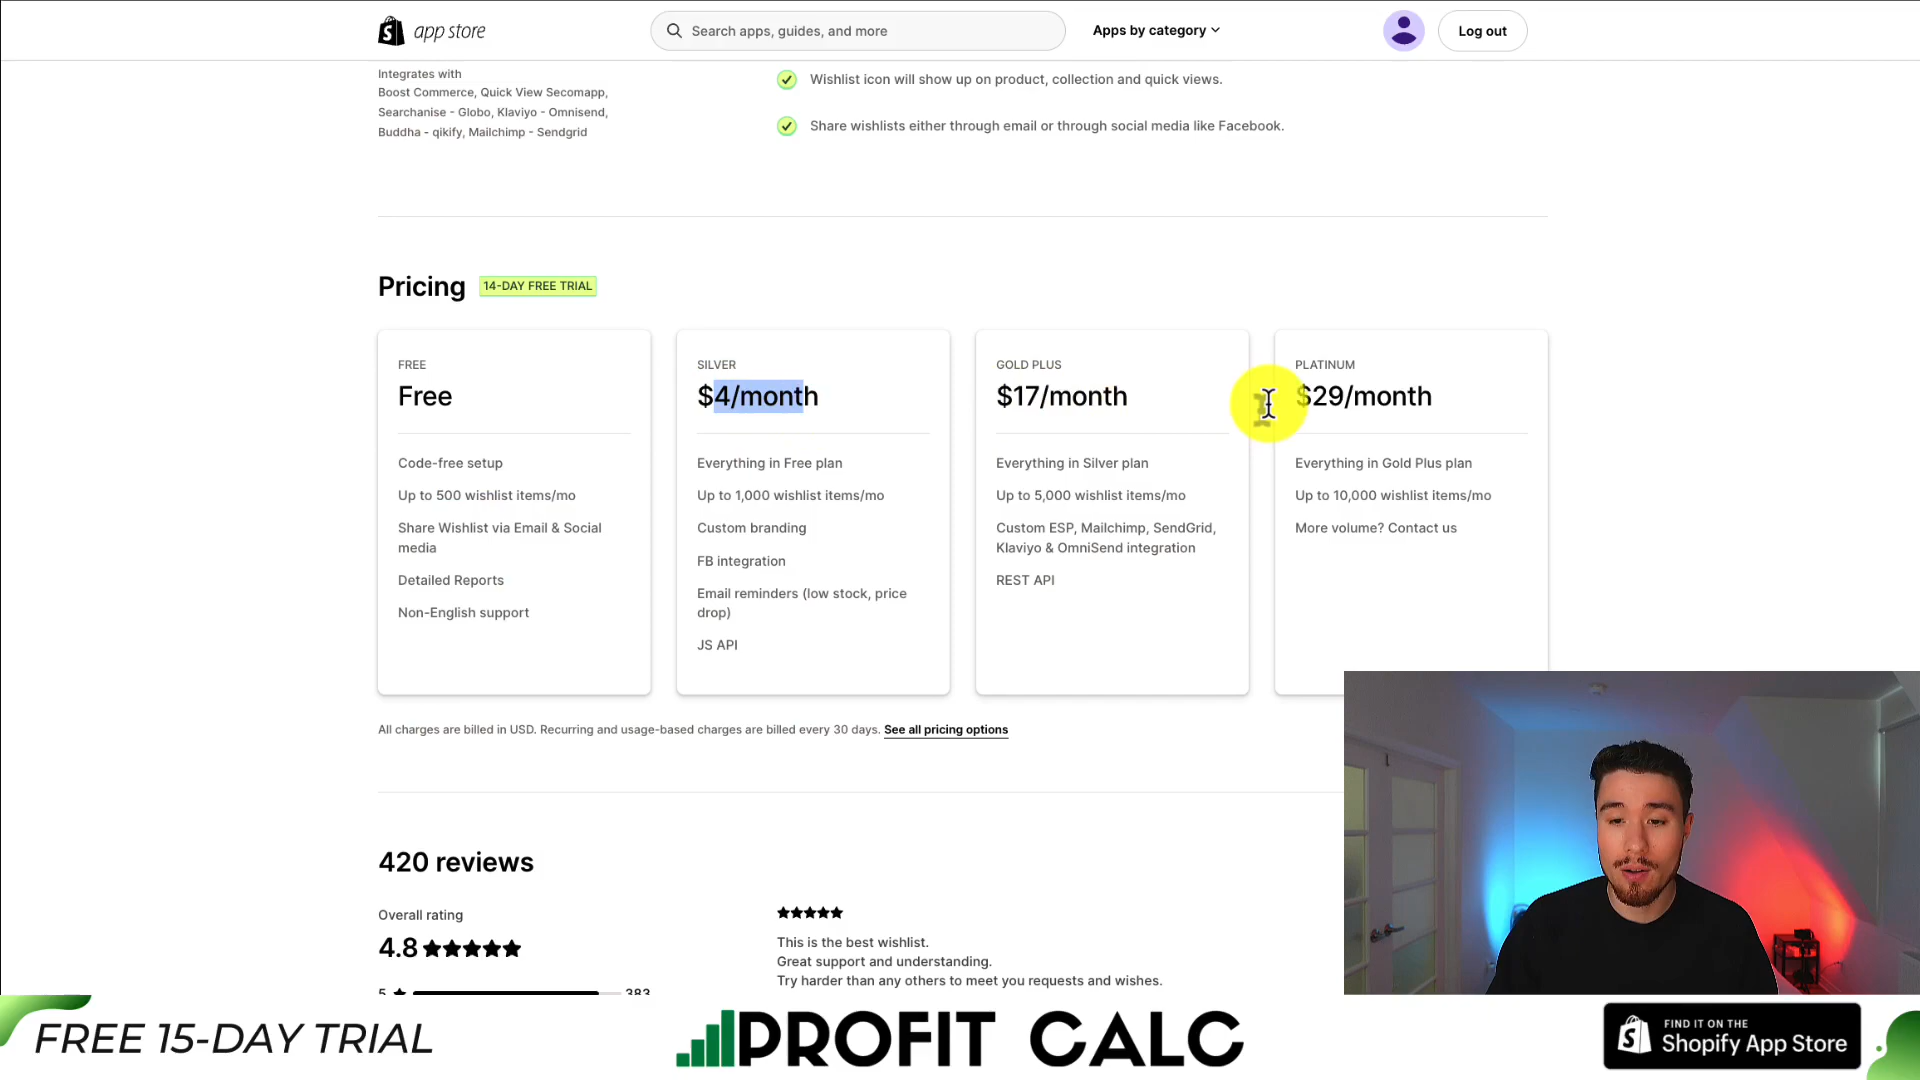 app store
Search apps, guides, and more
Apps by category
Log out
Integrates with
Boost Commerce, Quick View Secomapp,
Searchanise - Globo, Klaviyo - Omnisend,
Buddha - qikify, Mailchimp - Sendgrid
Wishlist icon will show up on product, collection and quick views.
Share wishlists either through email or through social media like Facebook.
Pricing
14-DAY FREE TRIAL
FREE
Free
Code-free setup
Up to 500 wishlist items/mo
Share Wishlist via Email & Social
media
Detailed Reports
Non-English support
SILVER
$4/month
Everything in Free plan
Up to 1,000 wishlist items/mo
Custom branding
FB integration
Email reminders (low stock, price
drop)
JS API
GOLD PLUS
$17/month
Everything in Silver plan
Up to 5,000 wishlist items/mo
Custom ESP, Mailchimp, SendGrid,
Klaviyo & OmniSend integration
REST API
PLATINUM
$29/month
Everything in Gold Plus plan
Up to 10,000 wishlist items/mo
More volume? Contact us
All charges are billed in USD. Recurring and usage-based charges are billed every 30 days. See all pricing options
420 reviews
Overall rating
4.8
5
383
This is the best wishlist.
Great support and understanding.
Try harder than any others to meet you requests and wishes.
FREE 15-DAY TRIAL
PROFIT CALC
FIND IT ON THE
Shopify App Store